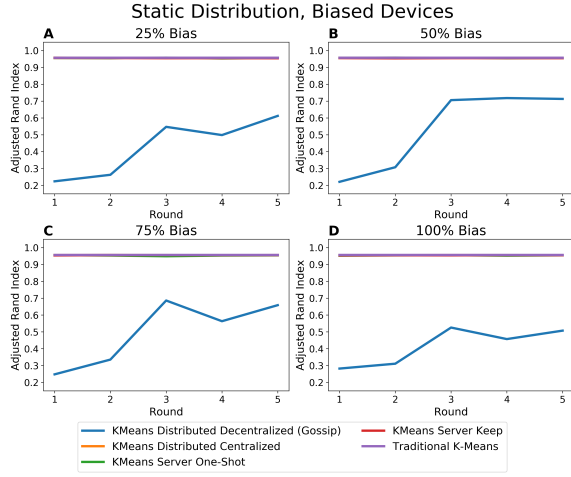 Static Distribution, Biased Devices
A 25% Bias
Adjusted Rand Index
1.0
0.9
0.8
0.7
0.6
0.5
0.4
0.3
0.2
1 2 3 4 5
Round
B 50% Bias
Adjusted Rand Index
1.0
0.9
0.8
0.7
0.6
0.5
0.4
0.3
0.2
1 2 3 4 5
Round
C 75% Bias
Adjusted Rand Index
1.0
0.9
0.8
0.7
0.6
0.5
0.4
0.3
0.2
1 2 3 4 5
Round
D 100% Bias
Adjusted Rand Index
1.0
0.9
0.8
0.7
0.6
0.5
0.4
0.3
0.2
1 2 3 4 5
Round
KMeans Distributed Decentralized (Gossip)
KMeans Distributed Centralized
KMeans Server One-Shot
KMeans Server Keep
Traditional K-Means